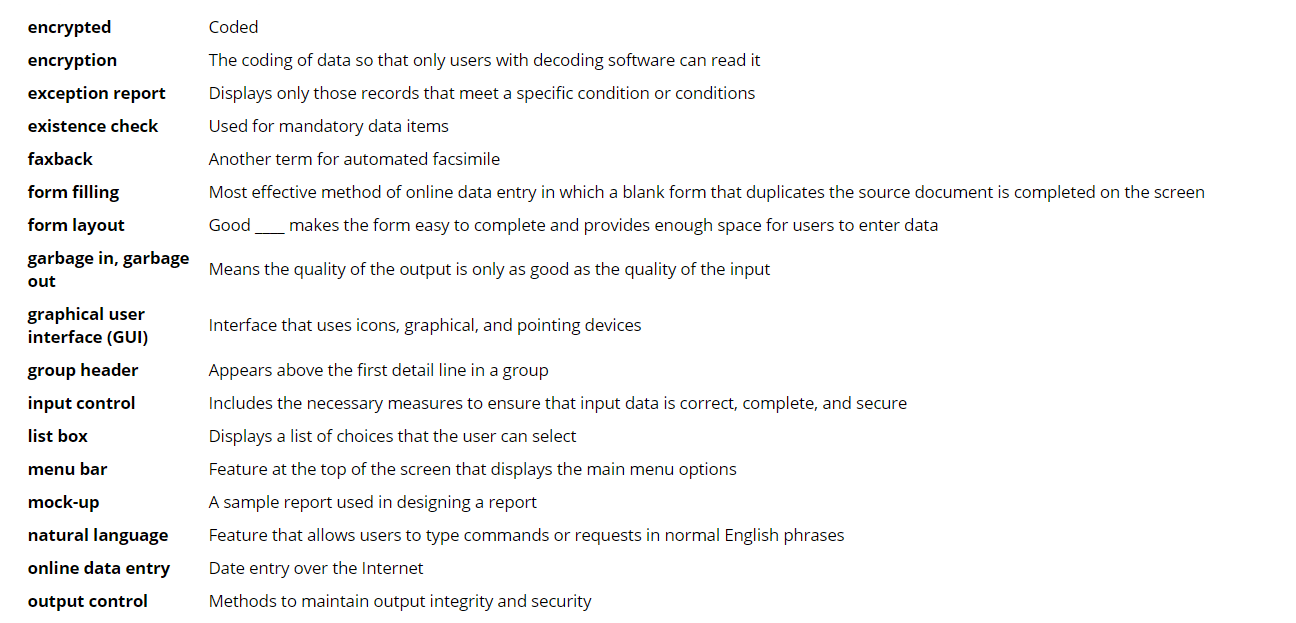 encrypted Coded
encryption The coding of data so that only users with decoding software can read it
exception report Displays only those records that meet a specific condition or conditions
existence check Used for mandatory data items
faxback Another term for automated facsimile
form filling Most effective method of online data entry in which a blank form that duplicates the source document is completed on the screen
form layout Good ____ makes the form easy to complete and provides enough space for users to enter data
garbage in, garbage
out
Means the quality of the output is only as good as the quality of the input
graphical user
interface (GUI)
Interface that uses icons, graphical, and pointing devices
group header Appears above the first detail line in a group
input control Includes the necessary measures to ensure that input data is correct, complete, and secure
list box Displays a list of choices that the user can select
menu bar Feature at the top of the screen that displays the main menu options
mock-up A sample report used in designing a report
natural language Feature that allows users to type commands or requests in normal English phrases
online data entry Date entry over the Internet
output control Methods to maintain output integrity and security